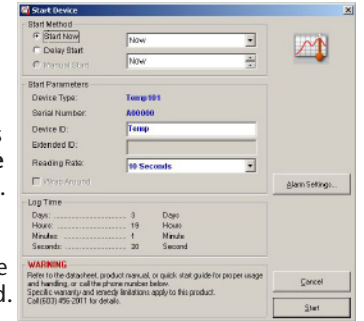 Start Device
Start Method
Start Now
Now
Delay Start
Now
Manual Start
Start Parameters
Device Type: Temp101
Serial Number: A00000
Device ID: Temp
Extended ID:
Reading Rate: 10 Seconds
Wrap Around
Alarm Settings...
Log Time
Days: 3 Days
Hours: 19 Hours
Minutes: 1 Minute
Seconds: 20 Second
WARNING
Refer to the datasheet, product manual, or quick start guide for proper usage
and handling, or call the phone number below.
Specific warranty and remedy limitations apply to this product.
Call (603) 456-2011 for details.
Cancel
Start
s
e
.
e
d.